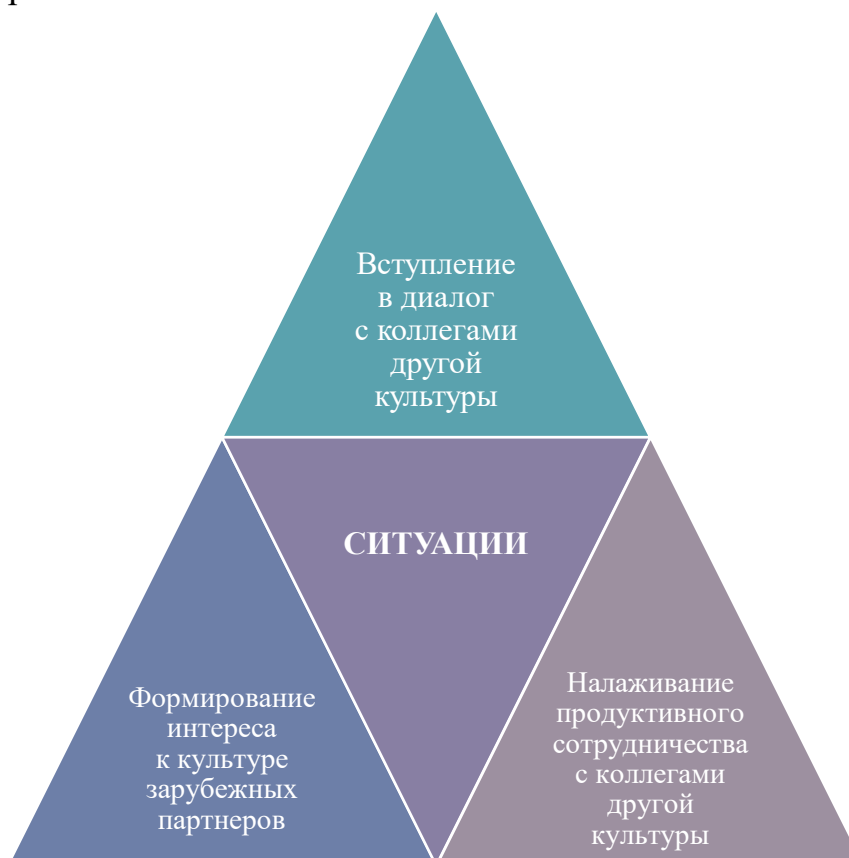 р
Вступление
в диалог
с коллегами
другой
культуры
СИТУАЦИИ
Формирование
интереса
к культуре
зарубежных
партнеров
Налаживание
продуктивного
сотрудничества
с коллегами
другой
культуры